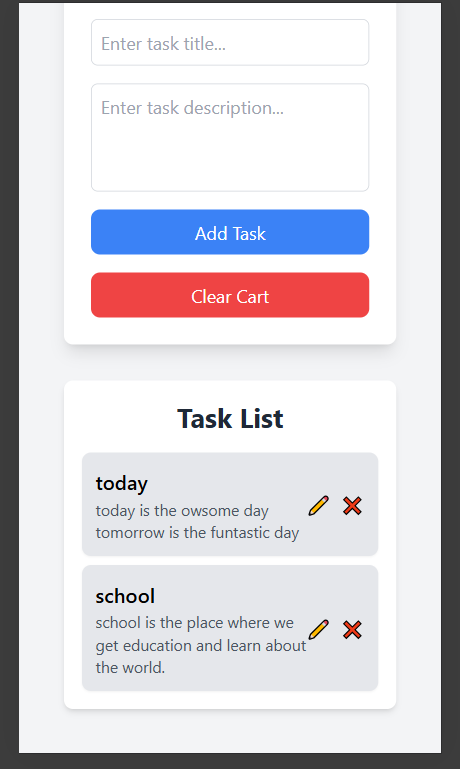 Enter task title...
Enter task description...
Add Task
Clear Cart
Task List
today
today is the owsome day
tomorrow is the funtastic day
school
school is the place where we
get education and learn about
the world.